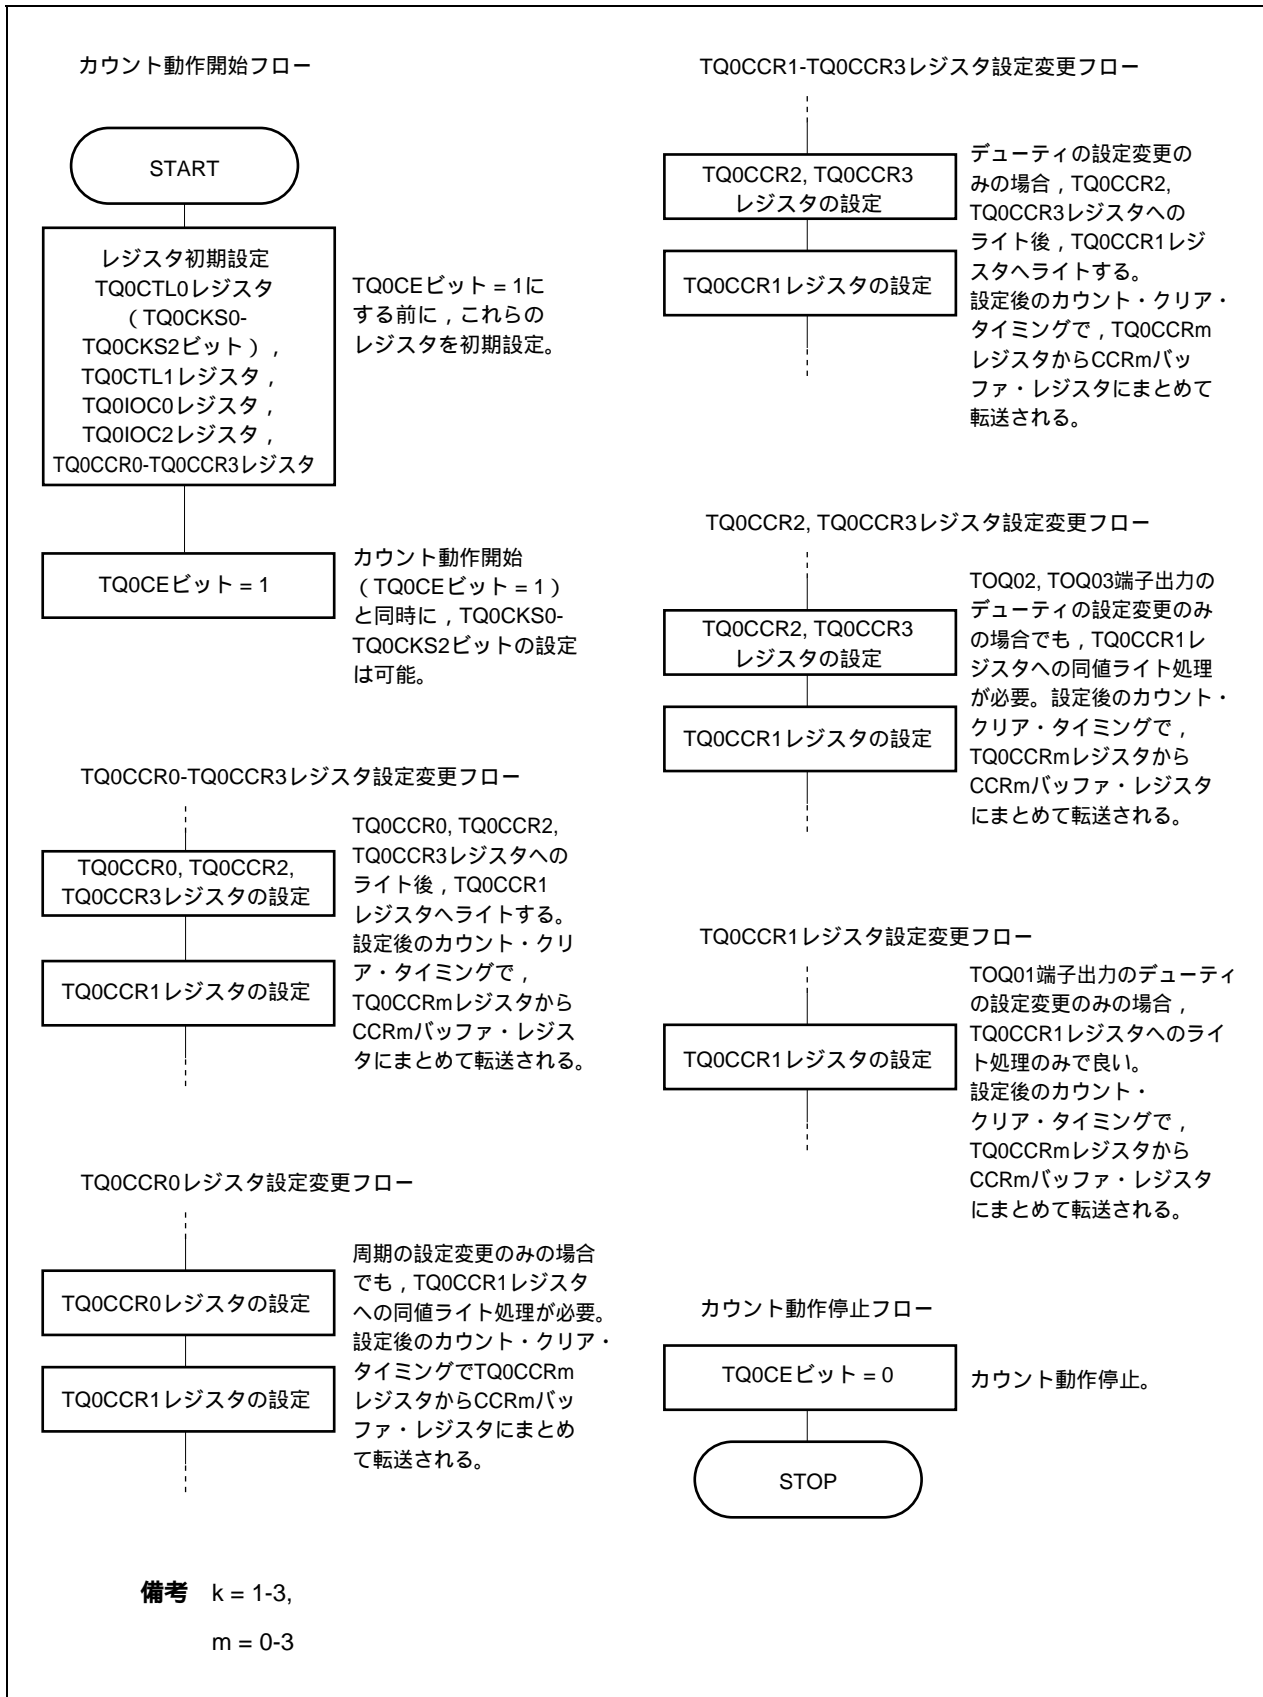 カウント動作開始フロー
START
レジスタ初期設定
TQ0CTL0レジスタ
（TQ0CKS0-
TQ0CKS2ビット），
TQ0CTL1レジスタ，
TQ0IOC0レジスタ，
TQ0IOC2レジスタ，
TQ0CCR0-TQ0CCR3レジスタ
TQ0CEビット = 1に
する前に，これらの
レジスタを初期設定。
TQ0CEビット = 1
カウント動作開始
（TQ0CEビット = 1）
と同時に，TQ0CKS0-
TQ0CKS2ビットの設定
は可能。
TQ0CCR0-TQ0CCR3レジスタ設定変更フロー
TQ0CCR0, TQ0CCR2,
TQ0CCR3レジスタの設定
TQ0CCR1レジスタの設定
TQ0CCR0, TQ0CCR2,
TQ0CCR3レジスタへの
ライト後，TQ0CCR1
レジスタへライトする。
設定後のカウント・クリ
ア・タイミングで，
TQ0CCRmレジスタから
CCRmバッファ・レジス
タにまとめて転送される。
TQ0CCR0レジスタ設定変更フロー
TQ0CCR0レジスタの設定
TQ0CCR1レジスタの設定
周期の設定変更のみの場合
でも，TQ0CCR1レジスタ
への同値ライト処理が必要。
設定後のカウント・クリア・
タイミングでTQ0CCRm
レジスタからCCRmバッ
ファ・レジスタにまとめ
て転送される。
TQ0CCR1-TQ0CCR3レジスタ設定変更フロー
TQ0CCR2, TQ0CCR3
レジスタの設定
TQ0CCR1レジスタの設定
デューティの設定変更の
みの場合，TQ0CCR2,
TQ0CCR3レジスタへの
ライト後，TQ0CCR1レジ
スタへライトする。
設定後のカウント・クリア・
タイミングで，TQ0CCRm
レジスタからCCRmバッ
ファ・レジスタにまとめて
転送される。
TQ0CCR2, TQ0CCR3レジスタ設定変更フロー
TQ0CCR2, TQ0CCR3
レジスタの設定
TQ0CCR1レジスタの設定
TOQ02, TOQ03端子出力の
デューティの設定変更のみ
の場合でも，TQ0CCR1レ
ジスタへの同値ライト処理
が必要。設定後のカウント・
クリア・タイミングで，
TQ0CCRmレジスタから
CCRmバッファ・レジスタ
にまとめて転送される。
TQ0CCR1レジスタ設定変更フロー
TQ0CCR1レジスタの設定
TOQ01端子出力のデューティ
の設定変更のみの場合，
TQ0CCR1レジスタへのライ
ト処理のみで良い。
設定後のカウント・
クリア・タイミングで，
TQ0CCRmレジスタから
CCRmバッファ・レジスタ
にまとめて転送される。
カウント動作停止フロー
TQ0CEビット = 0
カウント動作停止。
STOP
備考 k = 1-3,
m = 0-3